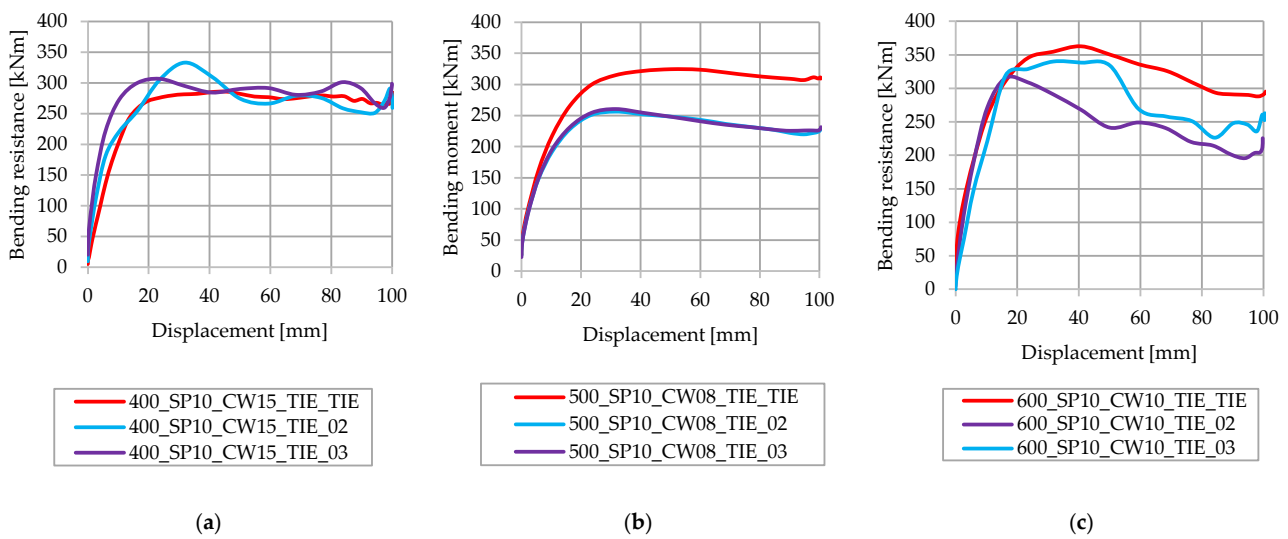 Bending resistance [kNm]
400
350
300
250
200
150
100
50
0
0 20 40 60 80 100
Displacement [mm]
400_SP10_CW15_TIE_TIE
400_SP10_CW15_TIE_02
400_SP10_CW15_TIE_03
(a)
Bending moment [kNm]
400
350
300
250
200
150
100
50
0
0 20 40 60 80 100
Displacement [mm]
500_SP10_CW08_TIE_TIE
500_SP10_CW08_TIE_02
500_SP10_CW08_TIE_03
(b)
Bending resistance [kNm]
400
350
300
250
200
150
100
50
0
0 20 40 60 80 100
Displacement [mm]
600_SP10_CW10_TIE_TIE
600_SP10_CW10_TIE_02
600_SP10_CW10_TIE_03
(c)